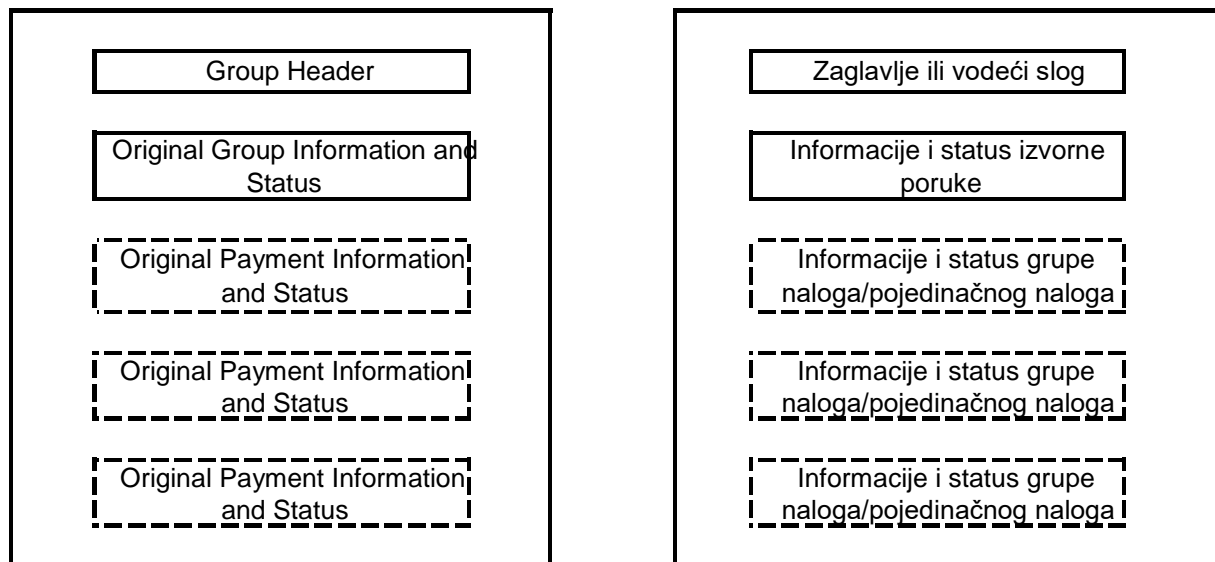 Group Header
Original Group Information and
Status
Original Payment Information
and Status
Original Payment Information
and Status
Original Payment Information
and Status
Zaglavlje ili vodeći slog
Informacije i status izvorne
poruke
Informacije i status grupe
naloga/pojedinačnog naloga
Informacije i status grupe
naloga/pojedinačnog naloga
Informacije i status grupe
naloga/pojedinačnog naloga